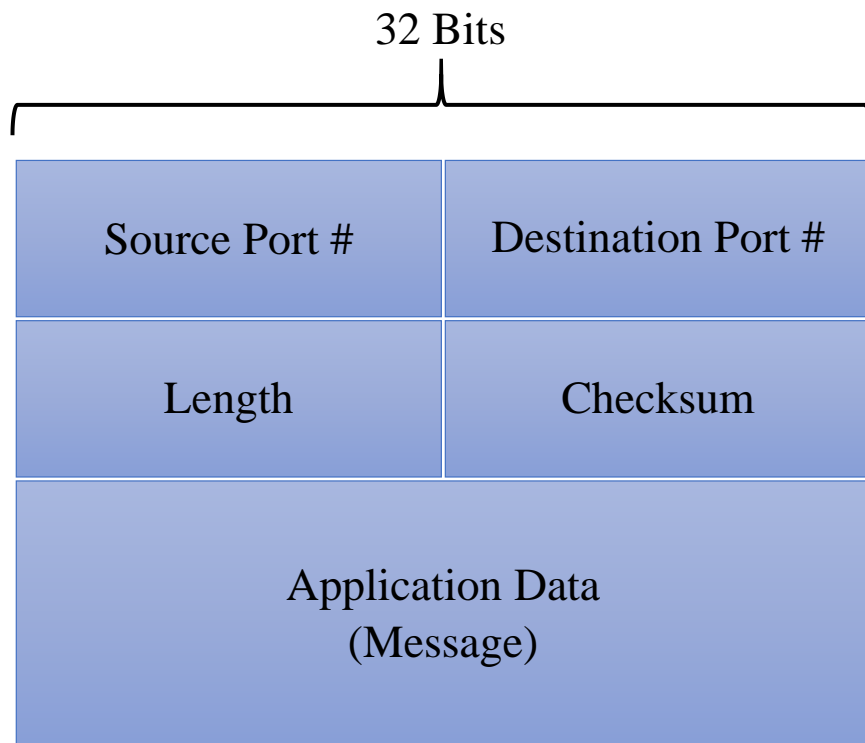 32 Bits
Source Port #
Destination Port #
Length
Checksum
Application Data
(Message)